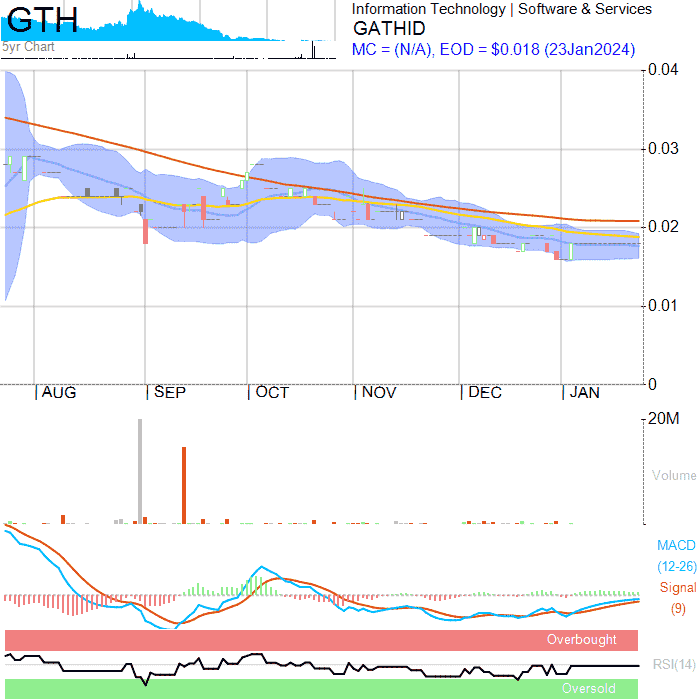 GTH
5yr Chart
Information Technology | Software & Services
GATHID
MC = (N/A), EOD = $0.018 (23Jan2024)
0.04
0.03
0.02
0.01
0
| AUG | SEP | OCT | NOV | DEC | JAN
20M
Volume
MACD
(12-26)
Signal
(9)
Overbought
RSI(14)
Oversold